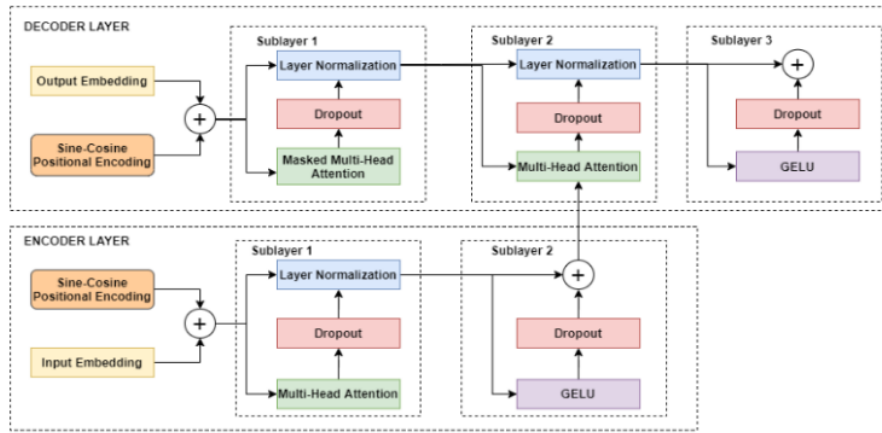 DECODER LAYER
Sublayer 1
Sublayer 2
Sublayer 3
Output Embedding
Sine-Cosine
Positional Encoding
+
Layer Normalization
Dropout
Masked Multi-Head
Attention
Layer Normalization
Dropout
Multi-Head Attention
+
Dropout
GELU
ENCODER LAYER
Sublayer 1
Sublayer 2
Sine-Cosine
Positional Encoding
+
Input Embedding
Layer Normalization
Dropout
Multi-Head Attention
+
Dropout
GELU